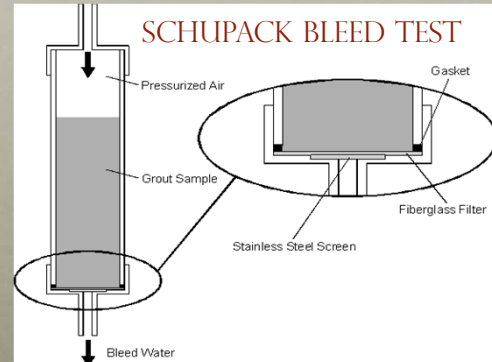 SCHUPACK BLEED TEST
Pressurized Air
Gasket
Grout Sample
Fiberglass Filter
Stainless Steel Screen
Bleed Water